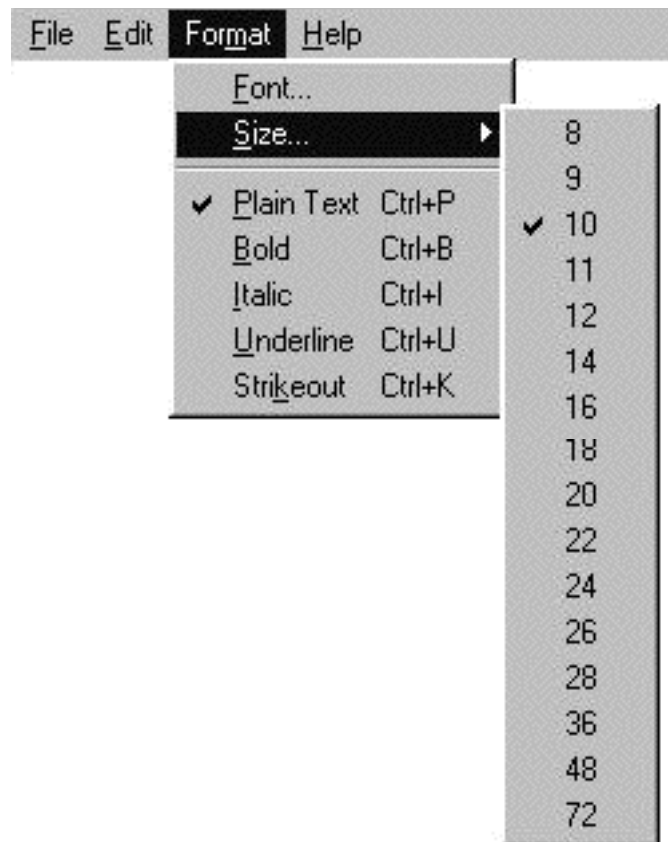 File Edit Format Help
Font...
Size...
Plain Text Ctrl+P
Bold Ctrl+B
Italic Ctrl+I
Underline Ctrl+U
Strikeout Ctrl+K
8
9
10
11
12
14
16
18
20
22
24
26
28
36
48
72